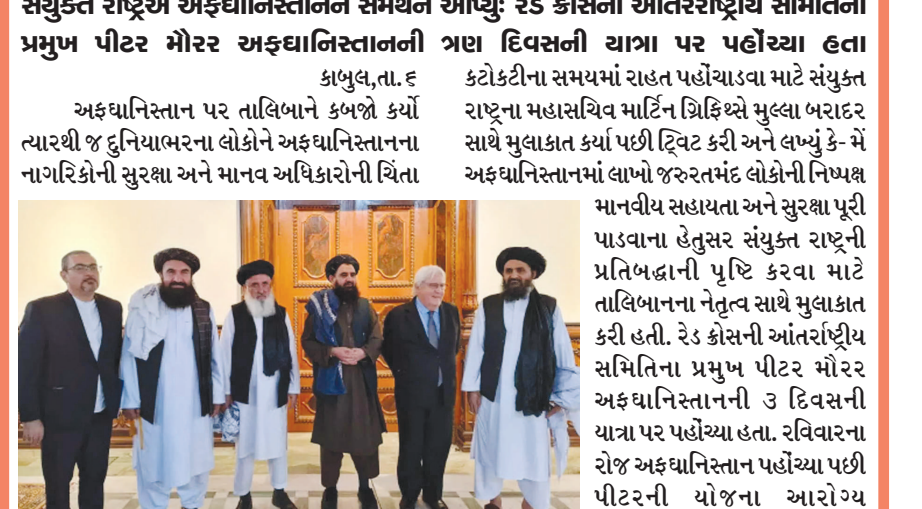 સંયુક્ત રાષ્ટ્રએ અફઘાનિસ્તાનને સમર્થન આપ્યુંઃ રેડ ક્રોસની આંતરરાષ્ટ્રીય સમિતિના
પ્રમુખ પીટર મૌરર અફઘાનિસ્તાનની ત્રણ દિવસની યાત્રા પર પહોંચ્યા હતા
કાબુલ,તા.૬
અફઘાનિસ્તાન પર તાલિબાને કબજો કર્યો
ત્યારથી જ દુનિયાભરના લોકોને અફઘાનિસ્તાનના
નાગરિકોની સુરક્ષા અને માનવ અધિકારોની ચિંતા
કટોકટીના સમયમાં રાહત પહોંચાડવા માટે સંયુક્ત
રાષ્ટ્રના મહાસચિવ માર્ટિન ગ્રિફિથ્સે મુલ્લા બરાદર
સાથે મુલાકાત કર્યા પછી ટ્વિટ કરી અને લખ્યું કે- મેં
અફઘાનિસ્તાનમાં લાખો જરુરતમંદ લોકોની નિષ્પક્ષ
માનવીય સહાયતા અને સુરક્ષા પૂરી
પાડવાના હેતુસર સંયુક્ત રાષ્ટ્રની
પ્રતિબદ્ધાની પૃષ્ટિ કરવા માટે
તાલિબાનના નેતૃત્વ સાથે મુલાકાત
કરી હતી. રેડ ક્રોસની આંતર્રાષ્ટ્રીય
સમિતિના પ્રમુખ પીટર મૌરર
અફઘાનિસ્તાનની ૩ દિવસની
યાત્રા પર પહોંચ્યા હતા. રવિવારના
રોજ અફઘાનિસ્તાન પહોંચ્યા પછી
પીટરની યોજના આરોગ્ય